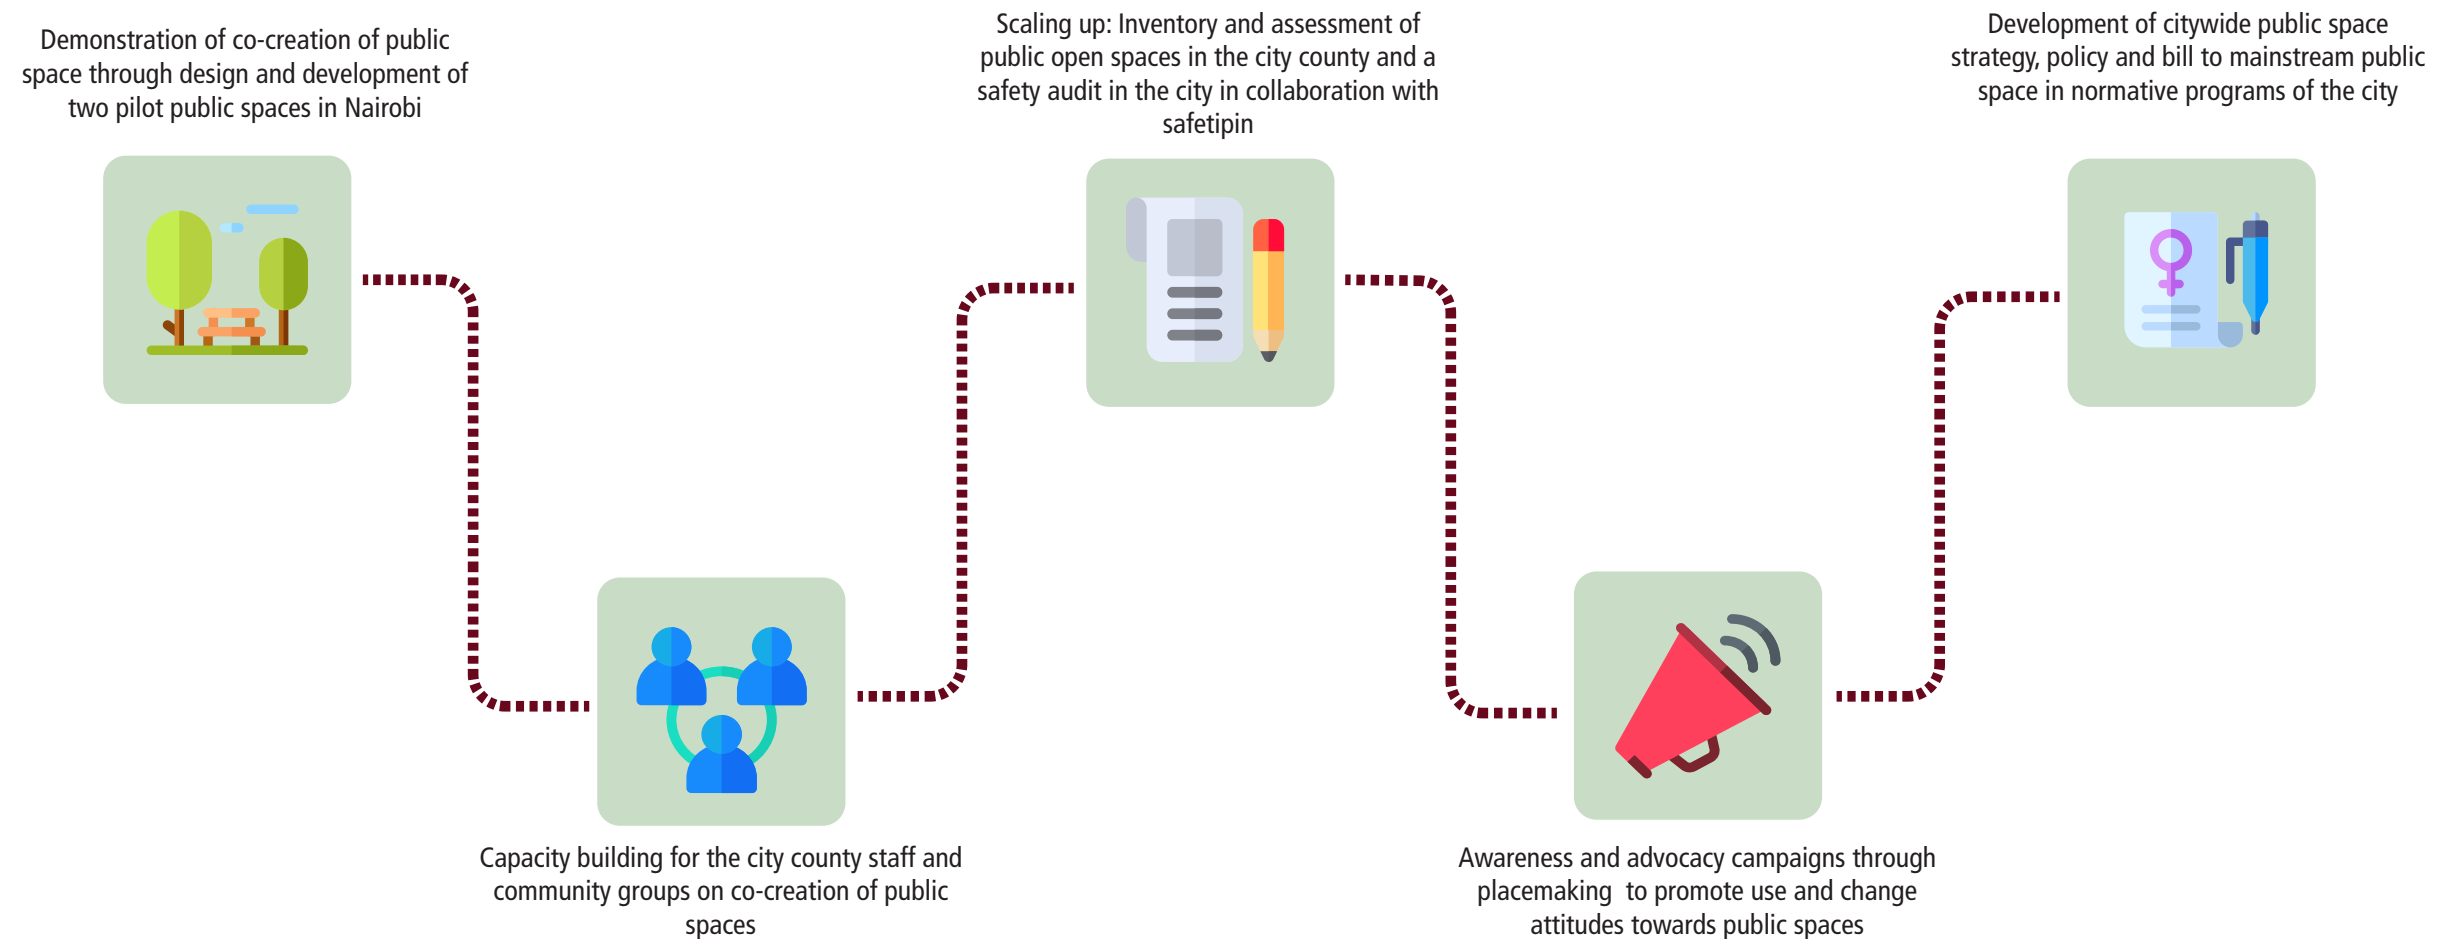 Demonstration of co-creation of public
space through design and development of
two pilot public spaces in Nairobi
Capacity building for the city county staff and
community groups on co-creation of public
spaces
Scaling up: Inventory and assessment of
public open spaces in the city county and a
safety audit in the city in collaboration with
safetipin
Awareness and advocacy campaigns through
placemaking  to promote use and change
attitudes towards public spaces
Development of citywide public space
strategy, policy and bill to mainstream public
space in normative programs of the city